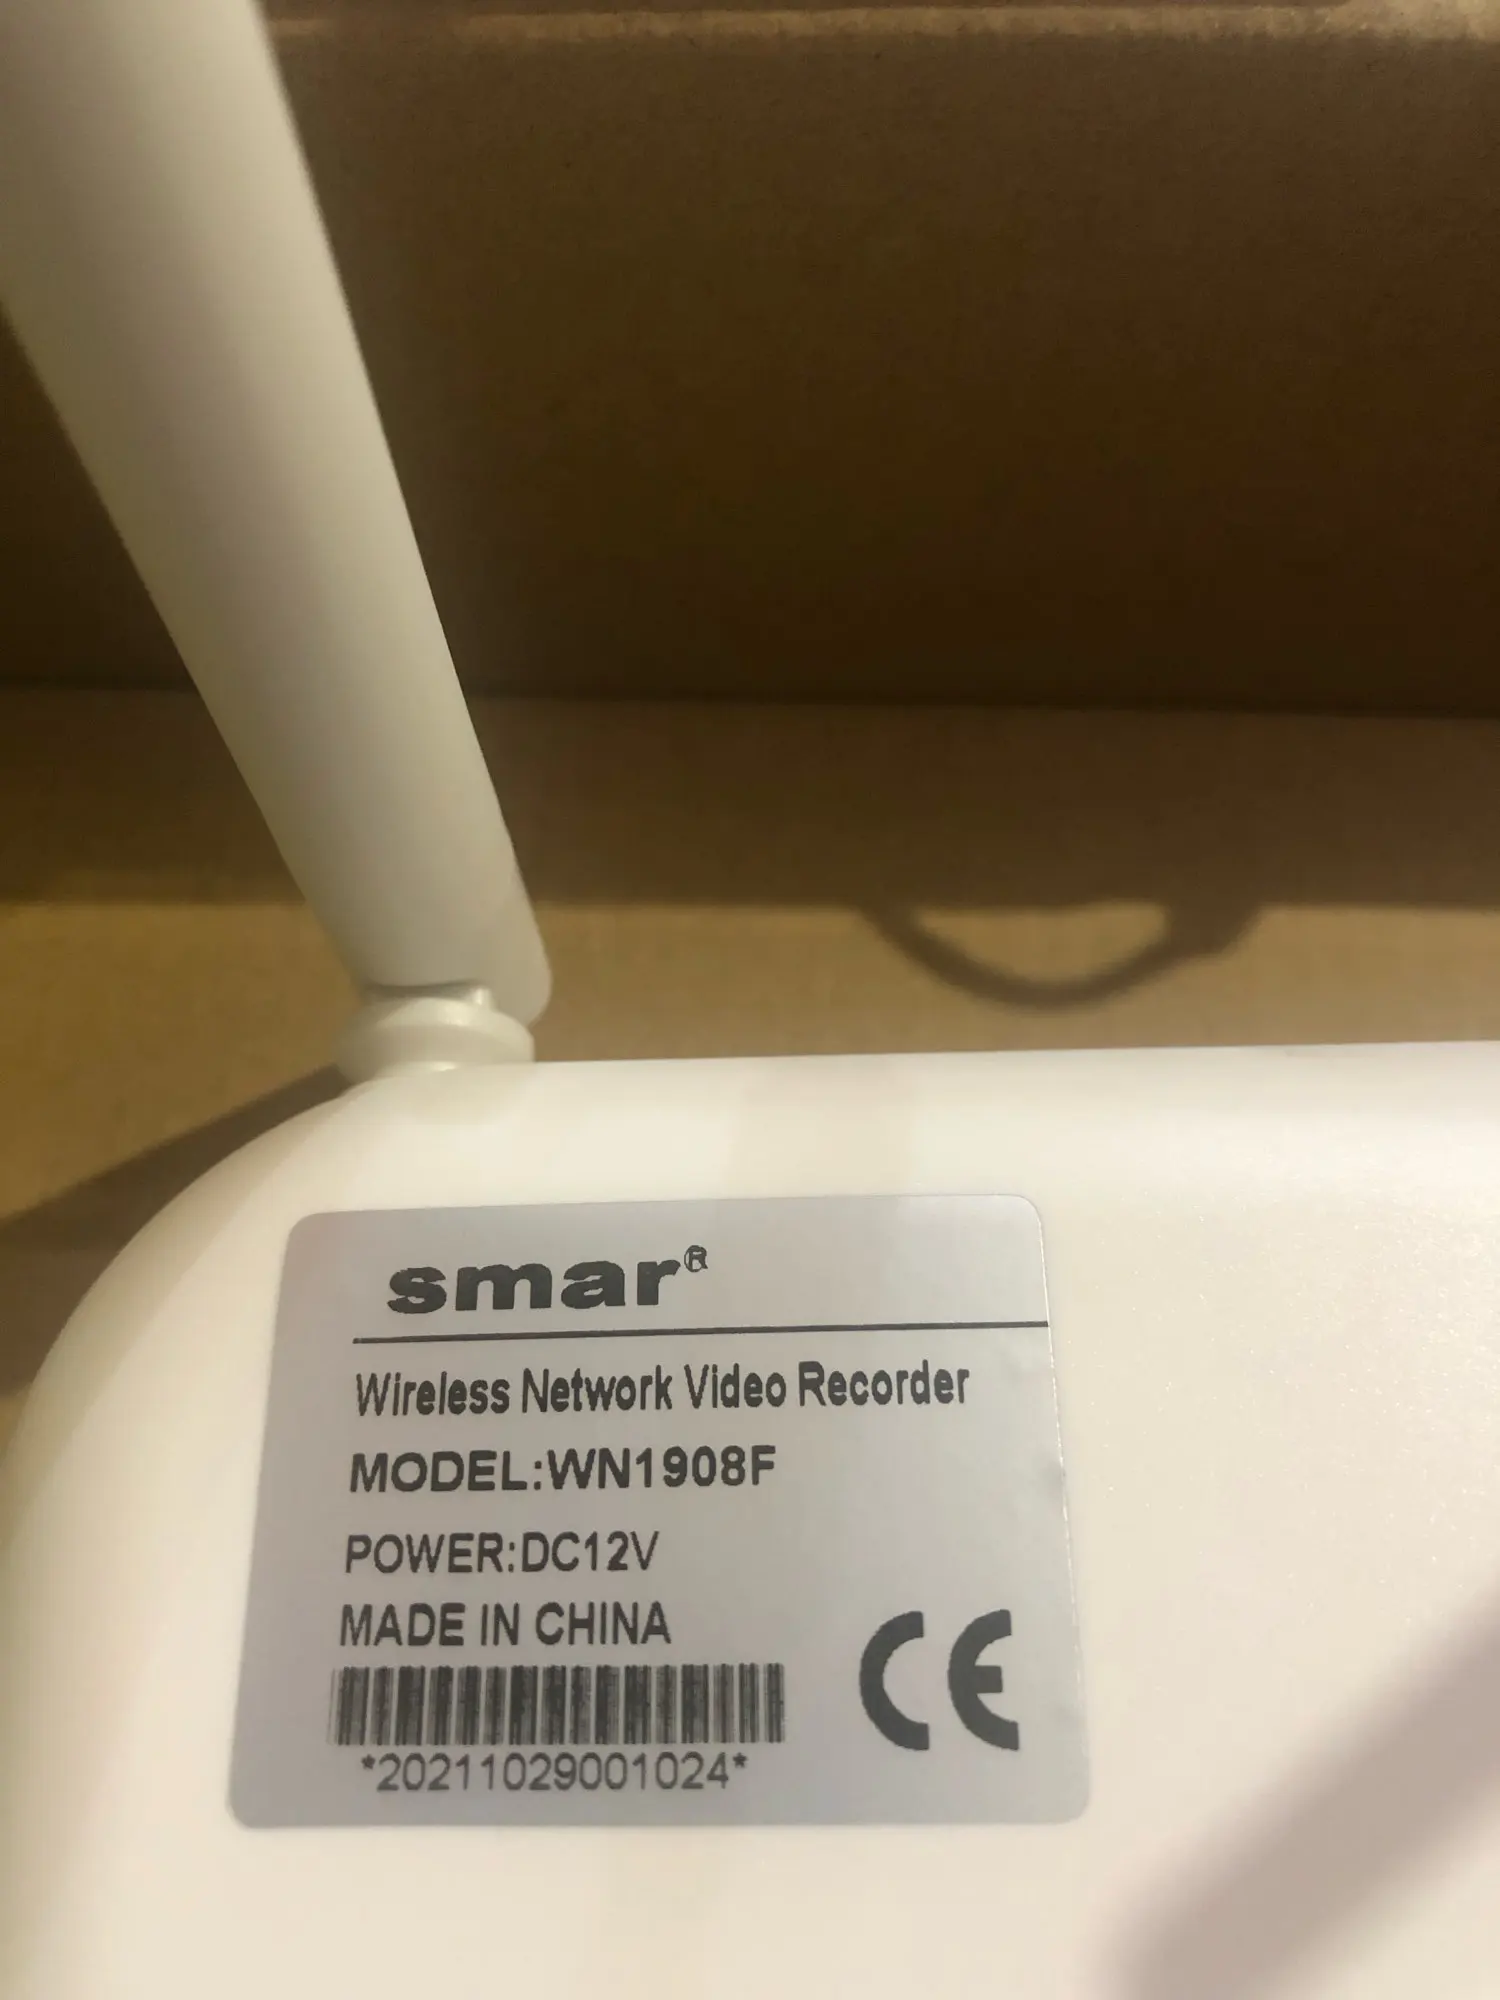 smar®
Wireless Network Video Recorder
MODEL:WN1908F
POWER:DC12V
MADE IN CHINA
CE
*20211029001024*